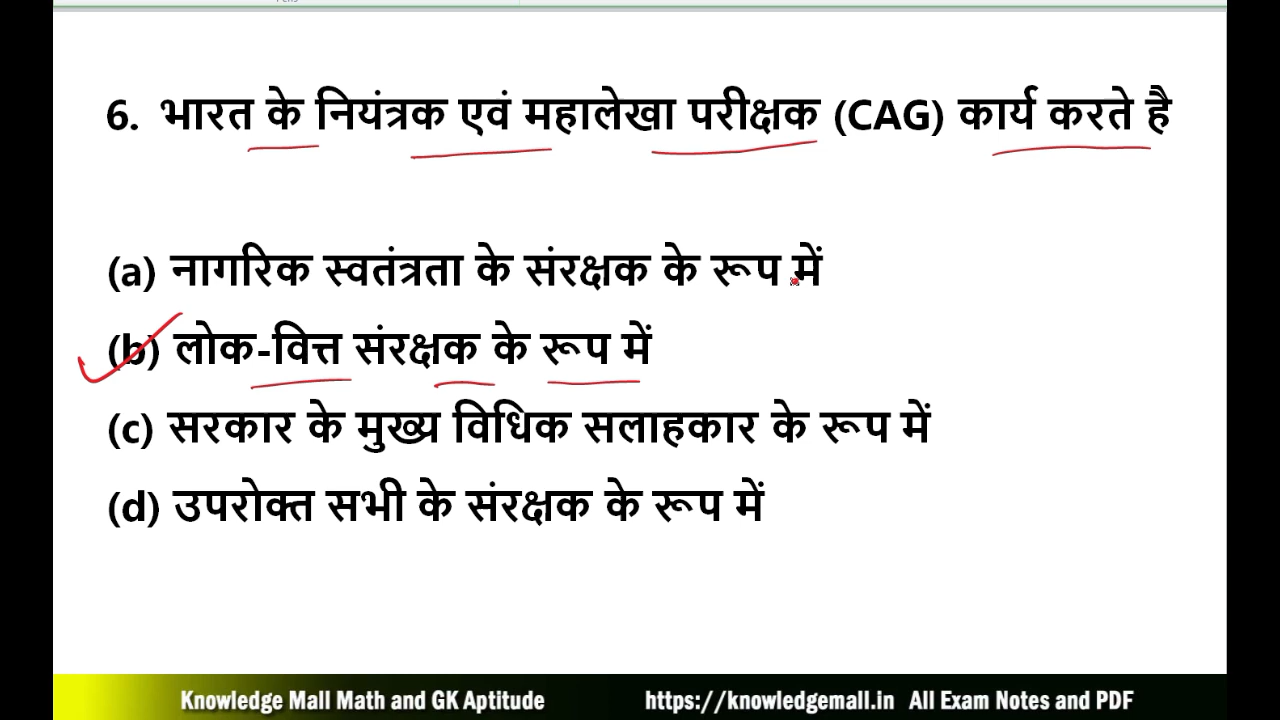 6. भारत के नियंत्रक एवं महालेखा परीक्षक (CAG) कार्य करते है
(a) नागरिक स्वतंत्रता के संरक्षक के रूप में
(b) लोक-वित्त संरक्षक के रूप में
(c) सरकार के मुख्य विधिक सलाहकार के रूप में
(d) उपरोक्त सभी के संरक्षक के रूप में
Knowledge Mall Math and GK Aptitude https://knowledgemall.in All Exam Notes and PDF